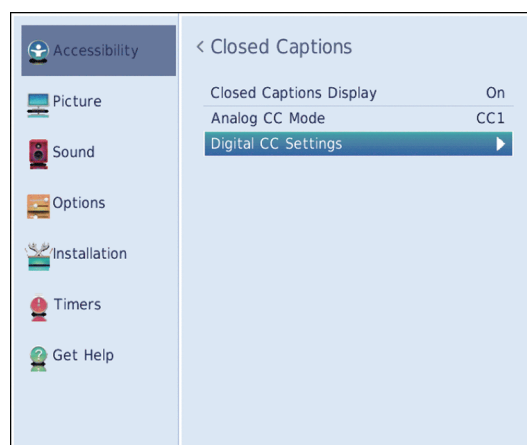 Accessibility
Picture
Sound
Options
Installation
Timers
Get Help
< Closed Captions
Closed Captions Display On
Analog CC Mode CC1
Digital CC Settings